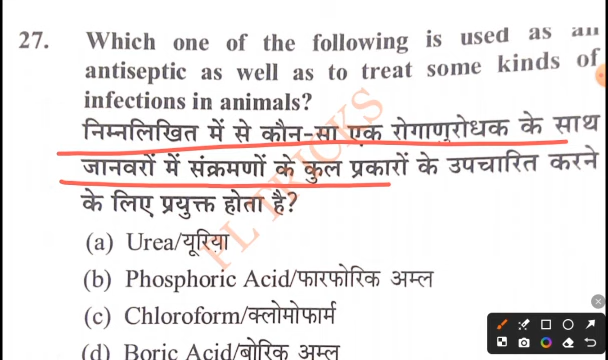 27. Which one of the following is used as an
antiseptic as well as to treat some kinds of
infections in animals?
निम्नलिखित में से कौन-सा एक रोगाणुरोधक के साथ
जानवरों में संक्रमणों के कुल प्रकारों के उपचारित करने
के लिए प्रयुक्त होता है?
(a) Urea/यूरिया
(b) Phosphoric Acid/फारफोरिक अम्ल
(c) Chloroform/क्लोमोफार्म
(d) Boric Acid/बोरिक अम्ल